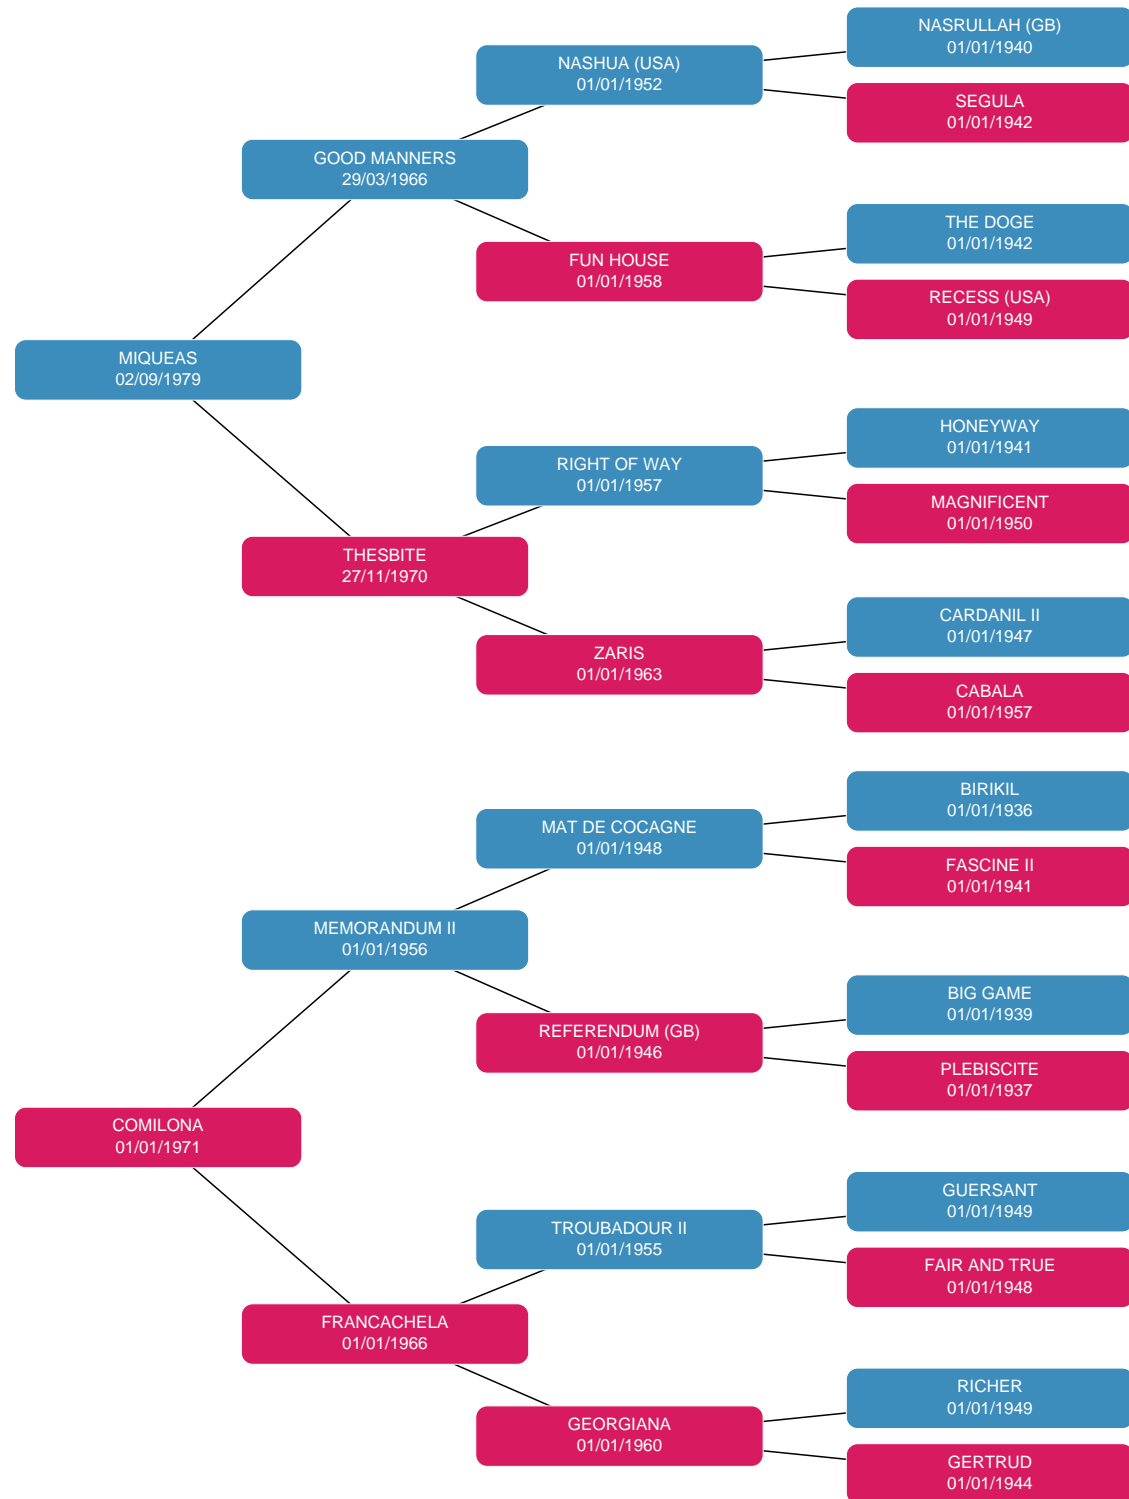 NASRULLAH (GB)
01/01/1940
NASHUA (USA)
01/01/1952
SEGULA
01/01/1942
GOOD MANNERS
29/03/1966
THE DOGE
01/01/1942
FUN HOUSE
01/01/1958
RECESS (USA)
01/01/1949
MIQUEAS
02/09/1979
HONEYWAY
01/01/1941
RIGHT OF WAY
01/01/1957
MAGNIFICENT
01/01/1950
THESBITE
27/11/1970
CARDANIL II
01/01/1947
ZARIS
01/01/1963
CABALA
01/01/1957
BIRIKIL
01/01/1936
MAT DE COCAGNE
01/01/1948
FASCINE II
01/01/1941
MEMORANDUM II
01/01/1956
BIG GAME
01/01/1939
REFERENDUM (GB)
01/01/1946
PLEBISCITE
01/01/1937
COMILONA
01/01/1971
GUERSANT
01/01/1949
TROUBADOUR II
01/01/1955
FAIR AND TRUE
01/01/1948
FRANCACHELA
01/01/1966
RICHER
01/01/1949
GEORGIANA
01/01/1960
GERTRUD
01/01/1944